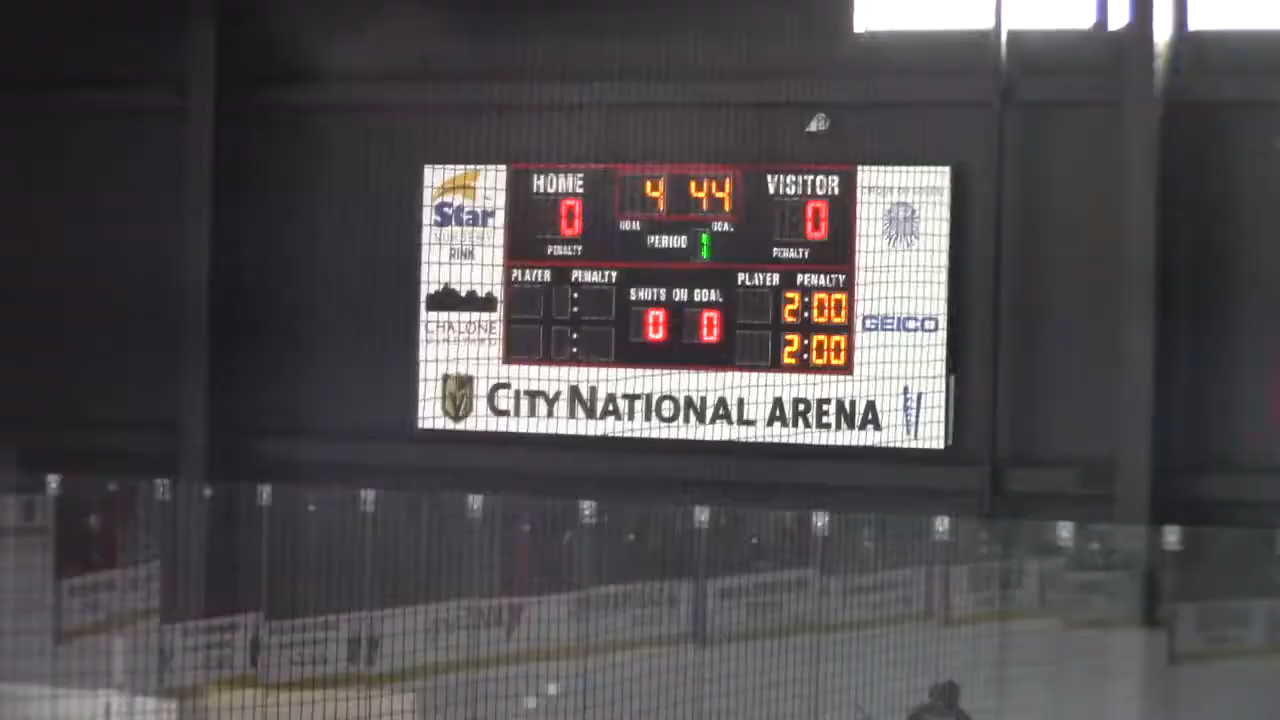 HOME
4 44
VISITOR
0
0
GOAL
GOAL
PERIOD 1
PENALTY
PENALTY
PLAYER PENALTY
PLAYER PENALTY
SHOTS ON GOAL
:
2:00
0 0
:
2:00
Star
RINK
CHALONE
GEICO
CITY NATIONAL ARENA